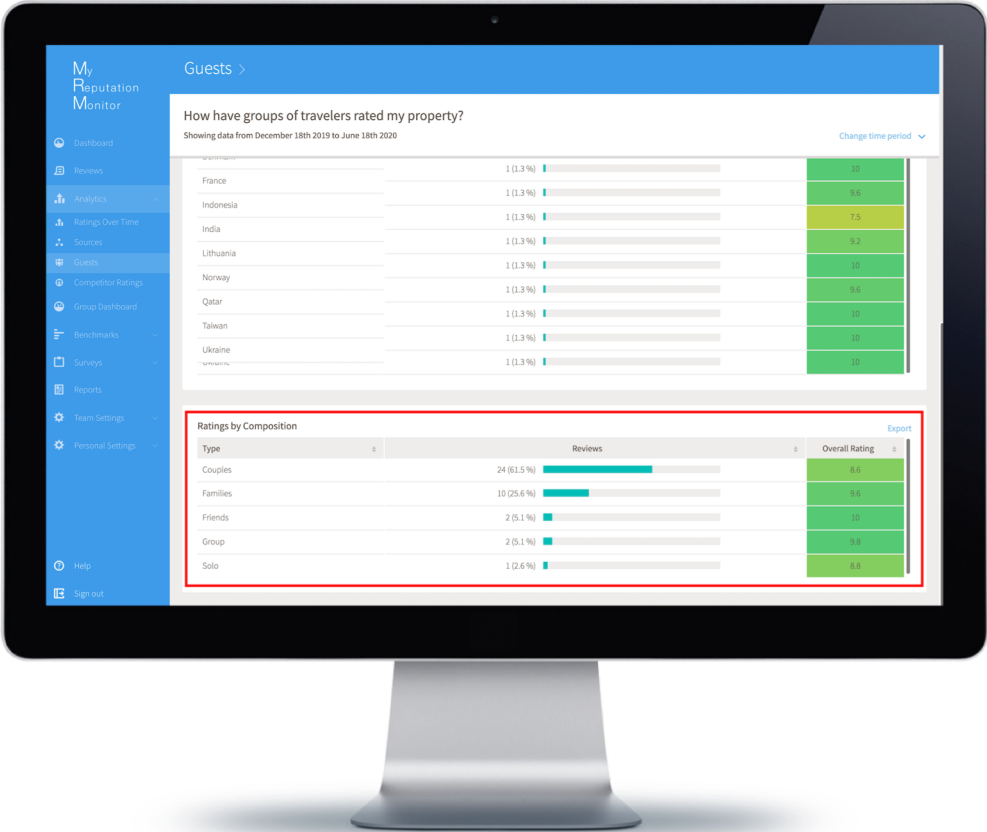 My
Reputation
Monitor
Guests >
How have groups of travelers rated my property?
Showing data from December 18th 2019 to June 18th 2020
Change time period
Dashboard
Reviews
Analytics
Ratings Over Time
Sources
Guests
Competitor Ratings
Group Dashboard
Benchmarks
Surveys
Reports
Team Settings
Personal Settings
Help
Sign out
1 (1.3 %) 10
France
1 (1.3 %) 9.6
Indonesia
1 (1.3 %) 7.5
India
1 (1.3 %) 9.2
Lithuania
1 (1.3 %) 10
Norway
1 (1.3 %) 9.6
Qatar
1 (1.3 %) 10
Taiwan
1 (1.3 %) 10
Ukraine
1 (1.3 %) 10
Ratings by Composition
Export
Type Reviews Overall Rating
Couples 24 (61.5 %) 8.6
Families 10 (25.6 %) 9.6
Friends 2 (5.1 %) 10
Group 2 (5.1 %) 9.8
Solo 1 (2.6 %) 8.8